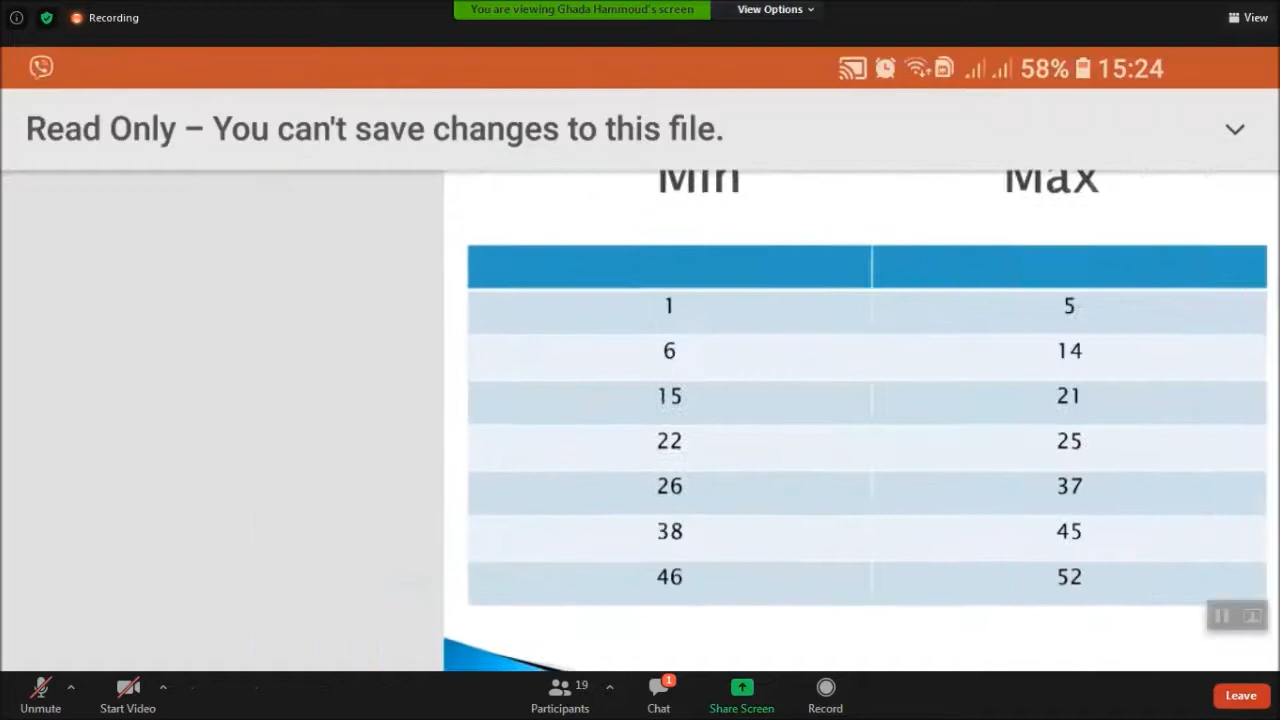 Recording
You are viewing Ghada Hammoud's screen
View Options
View
58% 15:24
Read Only – You can't save changes to this file.
Min Max
1 5
6 14
15 21
22 25
26 37
38 45
46 52
Unmute
Start Video
19
Participants
1
Chat
Share Screen
Record
Leave